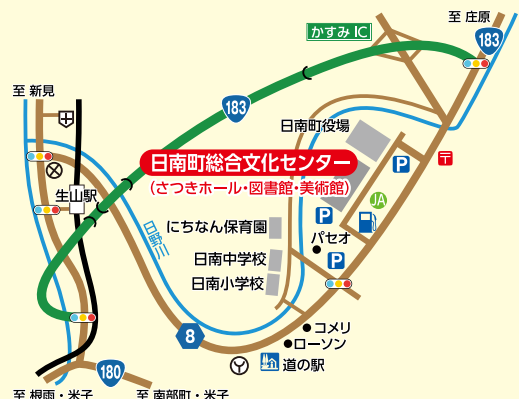 至 庄原
かすみ IC
183
至 新見
183
日南町役場
日南町総合文化センター
(さつきホール・図書館・美術館)
P
〒
生山駅
JA
P
日野川
にちなん保育園
パセオ
日南中学校
P
日南小学校
コメリ
8
ローソン
道の駅
180
至 根雨・米子
至 南部町・米子